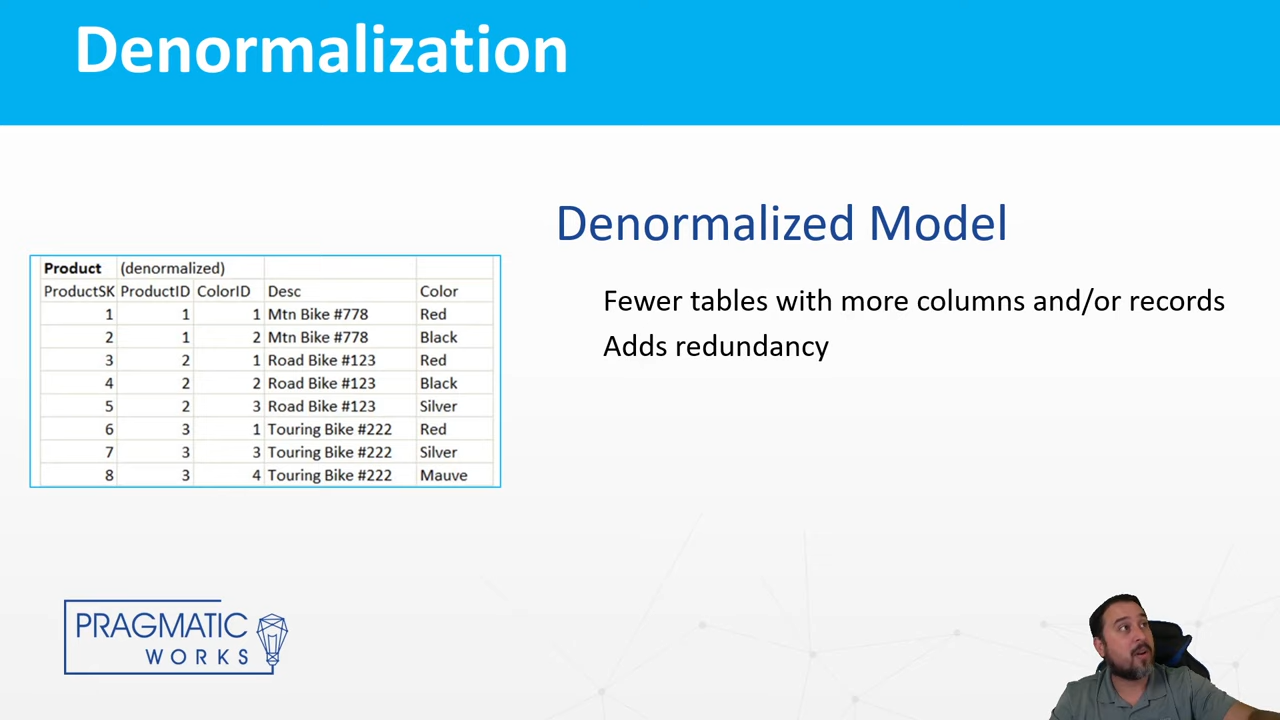 Denormalization
Denormalized Model
Fewer tables with more columns and/or records
Adds redundancy
Product (denormalized)
ProductSK ProductID ColorID Desc Color
1 1 1 Mtn Bike #778 Red
2 1 2 Mtn Bike #778 Black
3 2 1 Road Bike #123 Red
4 2 2 Road Bike #123 Black
5 2 3 Road Bike #123 Silver
6 3 1 Touring Bike #222 Red
7 3 3 Touring Bike #222 Silver
8 3 4 Touring Bike #222 Mauve
PRAGMATIC
WORKS